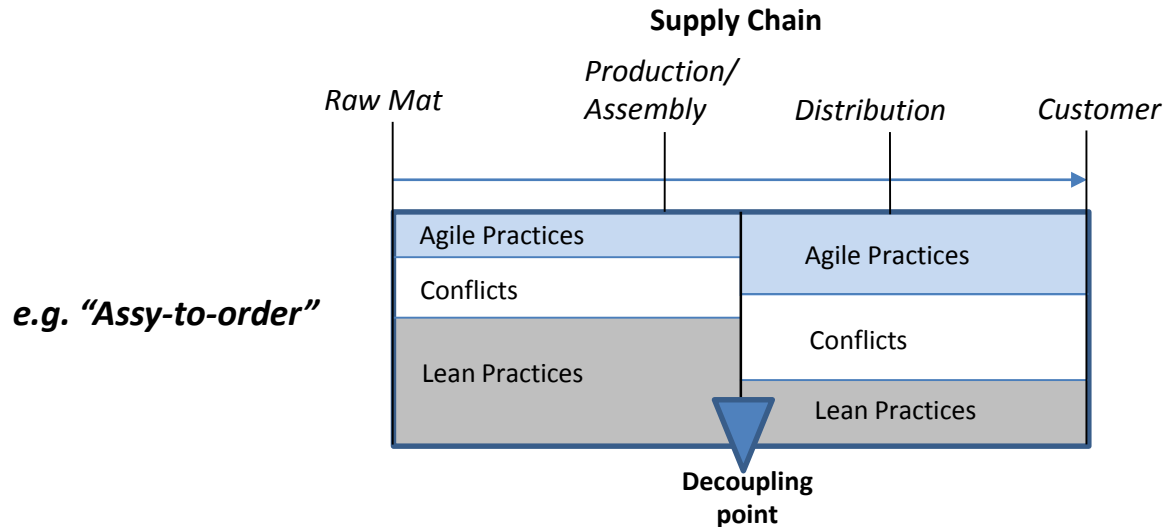 Supply Chain
Raw Mat
Production/
Assembly
Distribution
Customer
e.g. “Assy-to-order”
Agile Practices
Conflicts
Lean Practices
Agile Practices
Conflicts
Lean Practices
Decoupling
point